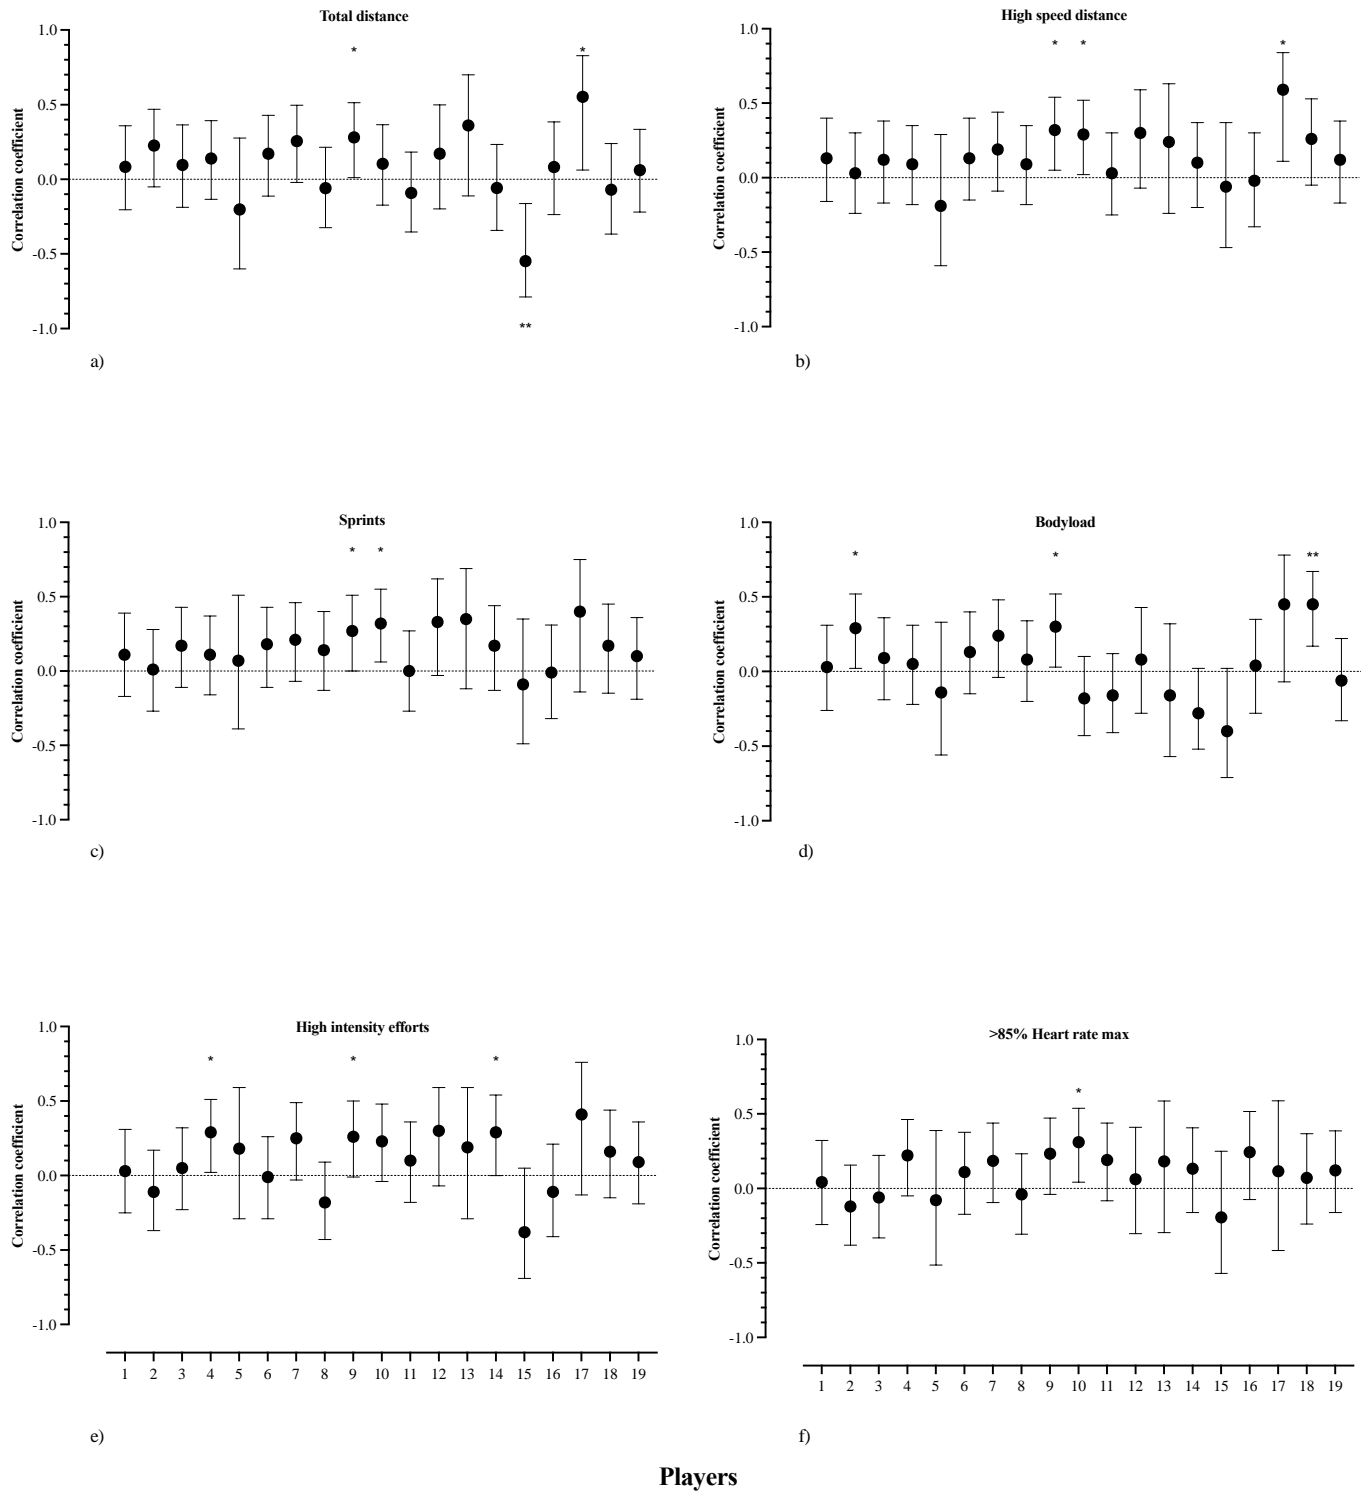 Total distance
1.0
0.5
0.0
-0.5
-1.0
Correlation coefficient
*
*
**
a)
High speed distance
1.0
0.5
0.0
-0.5
-1.0
Correlation coefficient
* * *
b)
Sprints
1.0
0.5
0.0
-0.5
-1.0
Correlation coefficient
* *
c)
Bodyload
1.0
0.5
0.0
-0.5
-1.0
Correlation coefficient
* * **
d)
High intensity efforts
1.0
0.5
0.0
-0.5
-1.0
Correlation coefficient
* * *
1 2 3 4 5 6 7 8 9 10 11 12 13 14 15 16 17 18 19
e)
>85% Heart rate max
1.0
0.5
0.0
-0.5
-1.0
Correlation coefficient
*
1 2 3 4 5 6 7 8 9 10 11 12 13 14 15 16 17 18 19
f)
Players